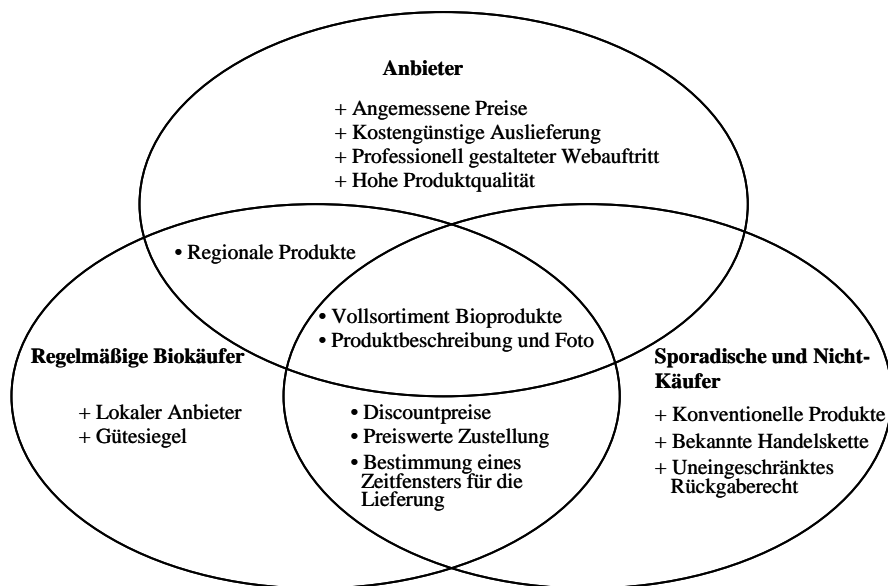 Anbieter
+ Angemessene Preise
+ Kostengünstige Auslieferung
+ Professionell gestalteter Webauftritt
+ Hohe Produktqualität
• Regionale Produkte
• Vollsortiment Bioprodukte
• Produktbeschreibung und Foto
Regelmäßige Biokäufer
+ Lokaler Anbieter
+ Gütesiegel
• Discountpreise
• Preiswerte Zustellung
• Bestimmung eines
Zeitfensters für die
Lieferung
Sporadische und Nicht-
Käufer
+ Konventionelle Produkte
+ Bekannte Handelskette
+ Uneingeschränktes
Rückgaberecht